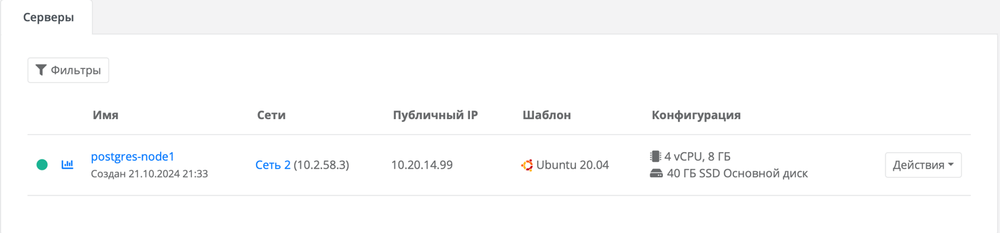 Серверы
Фильтры
Имя Сети Публичный IP Шаблон Конфигурация
postgres-node1 Сеть 2 (10.2.58.3) 10.20.14.99 Ubuntu 20.04 4 vCPU, 8 ГБ Действия
Создан 21.10.2024 21:33 40 ГБ SSD Основной диск